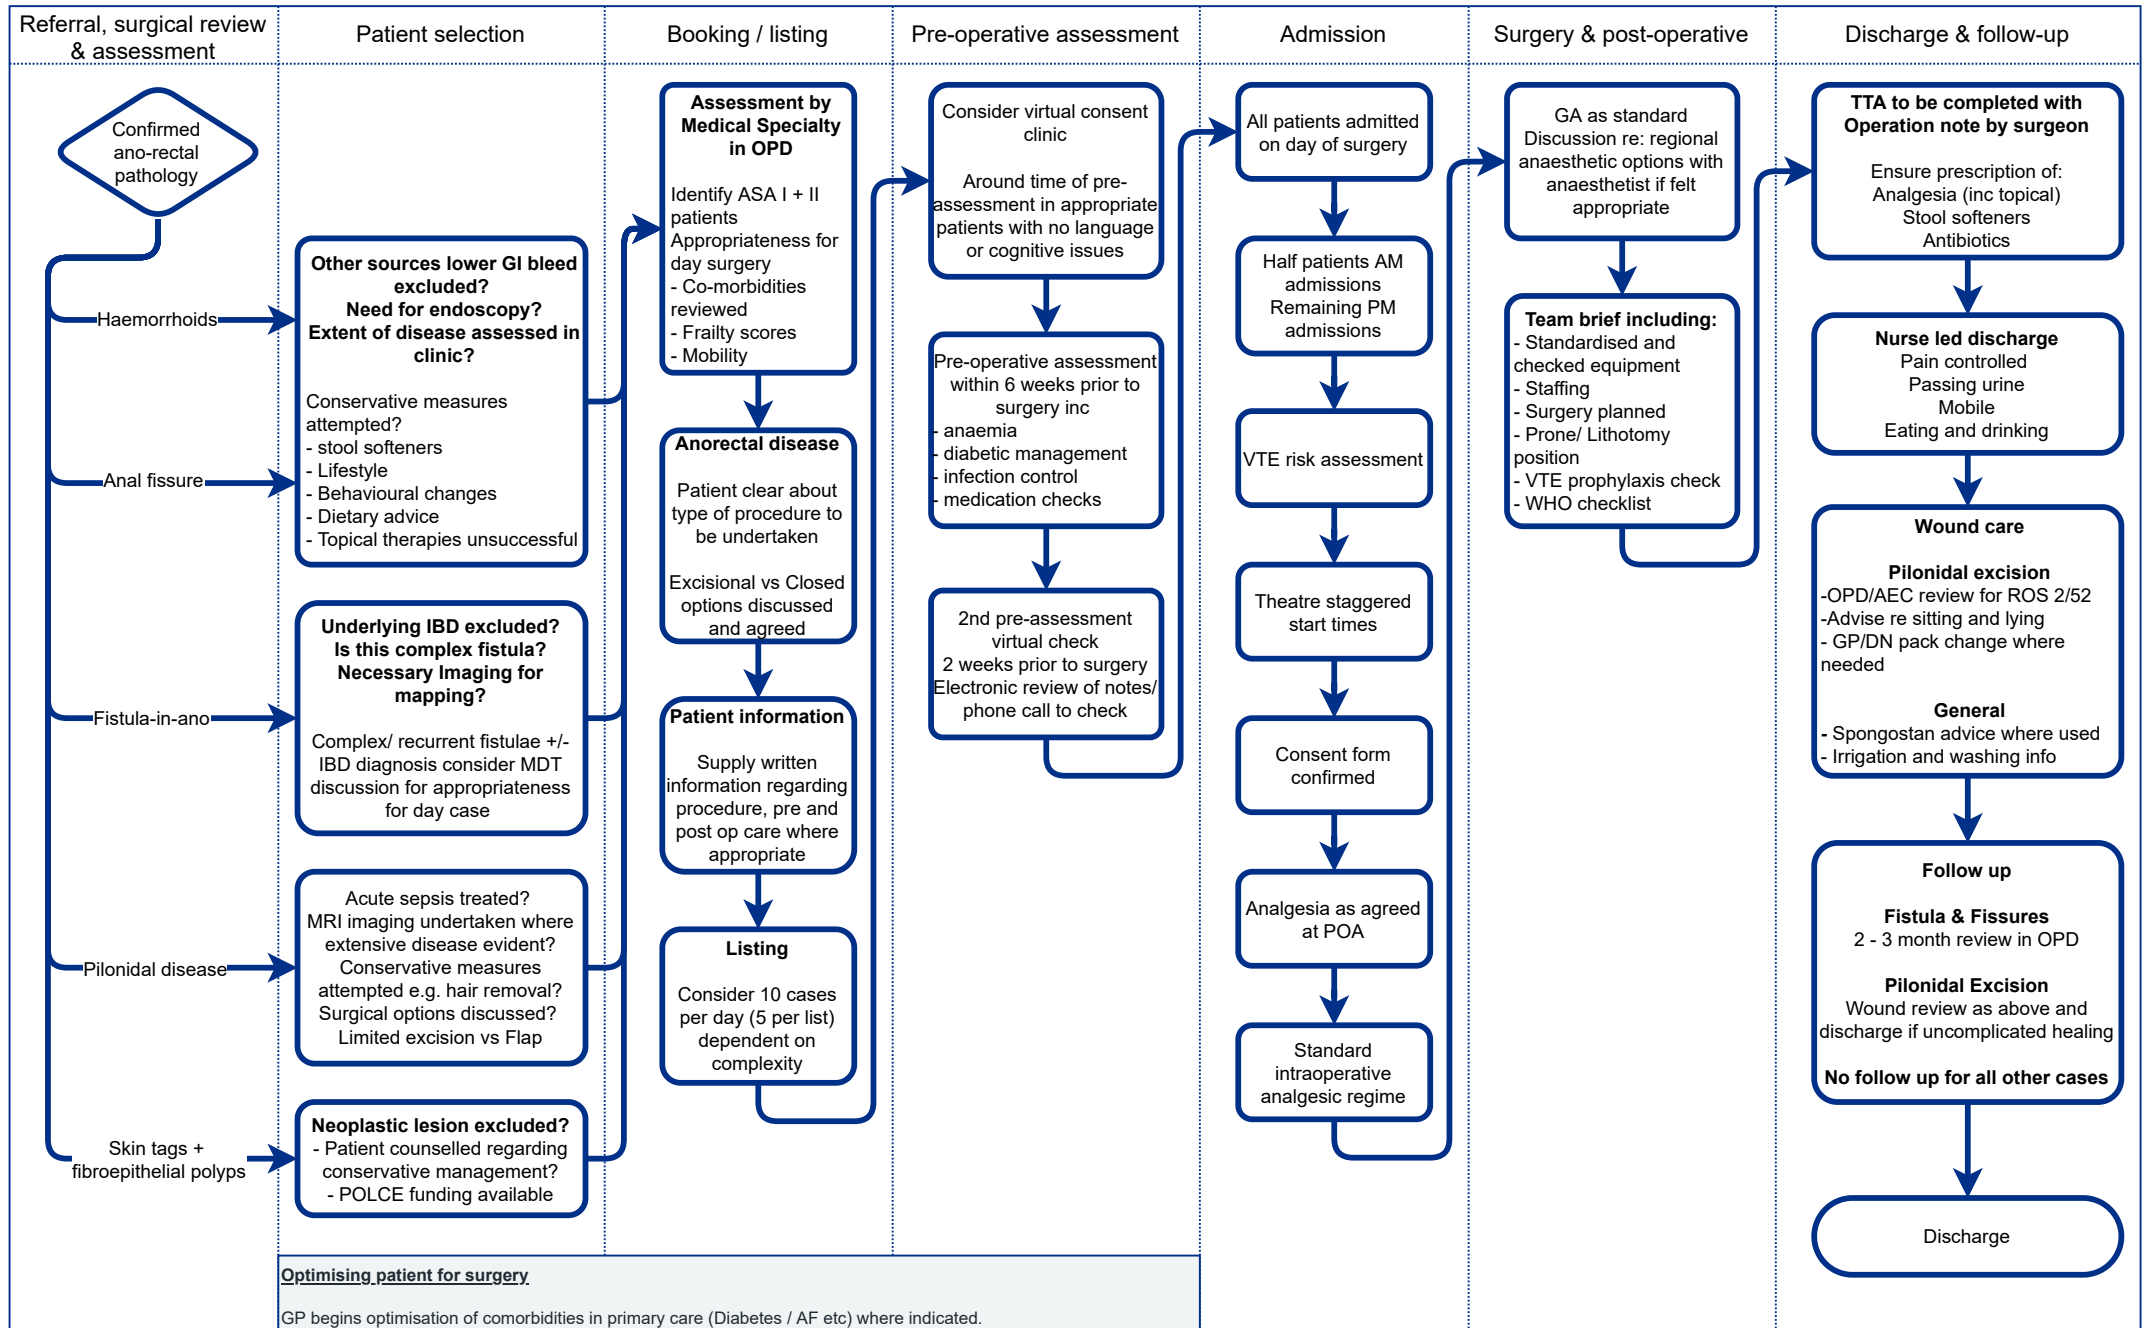 Referral, surgical review
& assessment
Patient selection
Booking / listing
Pre-operative assessment
Admission
Surgery & post-operative
Discharge & follow-up
Confirmed
ano-rectal
pathology
Haemorrhoids
Anal fissure
Fistula-in-ano
Pilonidal disease
Skin tags +
fibroepithelial polyps
Other sources lower GI bleed
excluded?
Need for endoscopy?
Extent of disease assessed in
clinic?
Conservative measures
attempted?
- stool softeners
- Lifestyle
- Behavioural changes
- Dietary advice
- Topical therapies unsuccessful
Underlying IBD excluded?
Is this complex fistula?
Necessary Imaging for
mapping?
Complex/ recurrent fistulae +/-
IBD diagnosis consider MDT
discussion for appropriateness
for day case
Acute sepsis treated?
MRI imaging undertaken where
extensive disease evident?
Conservative measures
attempted e.g. hair removal?
Surgical options discussed?
Limited excision vs Flap
Neoplastic lesion excluded?
- Patient counselled regarding
conservative management?
- POLCE funding available
Assessment by
Medical Specialty
in OPD
Identify ASA I + II
patients
Appropriateness for
day surgery
- Co-morbidities
reviewed
- Frailty scores
- Mobility
Anorectal disease
Patient clear about
type of procedure to
be undertaken
Excisional vs Closed
options discussed
and agreed
Patient information
Supply written
information regarding
procedure, pre and
post op care where
appropriate
Listing
Consider 10 cases
per day (5 per list)
dependent on
complexity
Consider virtual consent
clinic
Around time of pre-
assessment in appropriate
patients with no language
or cognitive issues
Pre-operative assessment
within 6 weeks prior to
surgery inc
- anaemia
- diabetic management
- infection control
- medication checks
2nd pre-assessment
virtual check
2 weeks prior to surgery
Electronic review of notes/
phone call to check
All patients admitted
on day of surgery
Half patients AM
admissions
Remaining PM
admissions
VTE risk assessment
Theatre staggered
start times
Consent form
confirmed
Analgesia as agreed
at POA
Standard
intraoperative
analgesic regime
GA as standard
Discussion re: regional
anaesthetic options with
anaesthetist if felt
appropriate
Team brief including:
- Standardised and
checked equipment
- Staffing
- Surgery planned
- Prone/ Lithotomy
position
- VTE prophylaxis check
- WHO checklist
TTA to be completed with
Operation note by surgeon
Ensure prescription of:
Analgesia (inc topical)
Stool softeners
Antibiotics
Nurse led discharge
Pain controlled
Passing urine
Mobile
Eating and drinking
Wound care
Pilonidal excision
-OPD/AEC review for ROS 2/52
-Advise re sitting and lying
- GP/DN pack change where
needed
General
- Spongostan advice where used
- Irrigation and washing info
Follow up
Fistula & Fissures
2 - 3 month review in OPD
Pilonidal Excision
Wound review as above and
discharge if uncomplicated healing
No follow up for all other cases
Discharge
Optimising patient for surgery
GP begins optimisation of comorbidities in primary care (Diabetes / AF etc) where indicated.